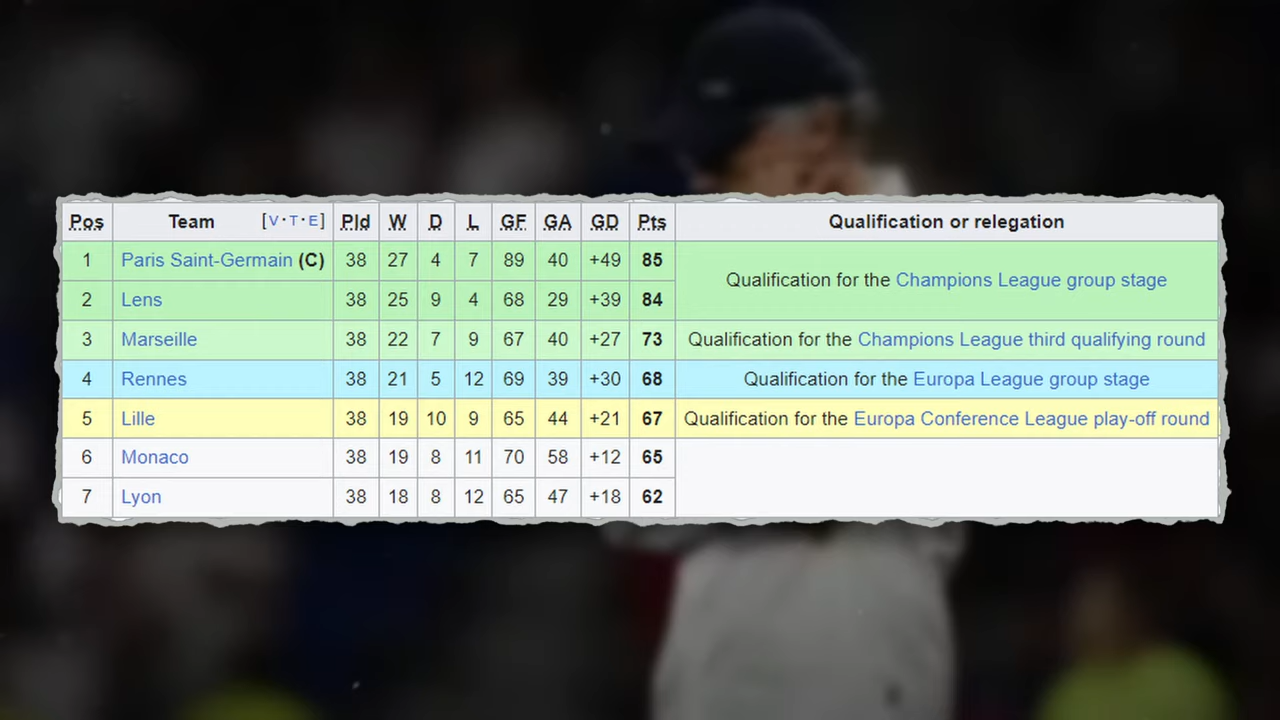 Pos Team [V·T·E] Pld W D L GF GA GD Pts Qualification or relegation
1 Paris Saint-Germain (C) 38 27 4 7 89 40 +49 85 Qualification for the Champions League group stage
2 Lens 38 25 9 4 68 29 +39 84
3 Marseille 38 22 7 9 67 40 +27 73 Qualification for the Champions League third qualifying round
4 Rennes 38 21 5 12 69 39 +30 68 Qualification for the Europa League group stage
5 Lille 38 19 10 9 65 44 +21 67 Qualification for the Europa Conference League play-off round
6 Monaco 38 19 8 11 70 58 +12 65
7 Lyon 38 18 8 12 65 47 +18 62